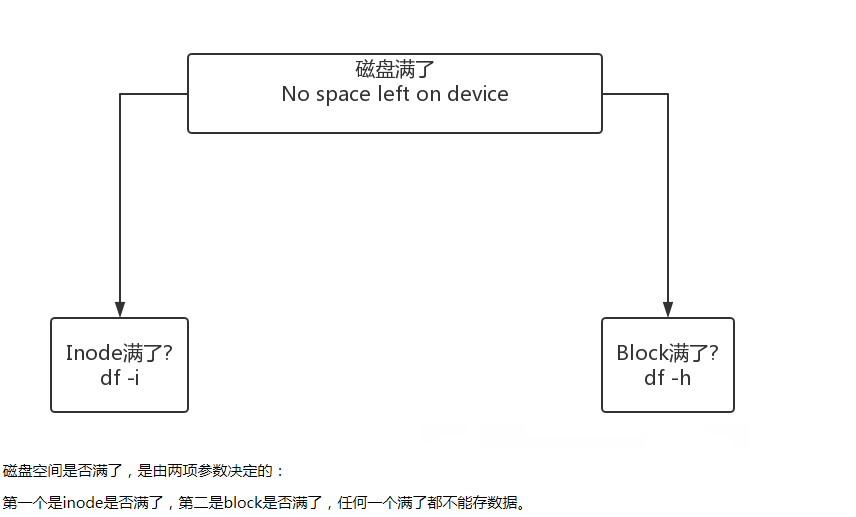 磁盘满了
No space left on device
Inode满了?
df -i
Block满了?
df -h
磁盘空间是否满了，是由两项参数决定的：
第一个是inode是否满了，第二是block是否满了，任何一个满了都不能存数据。